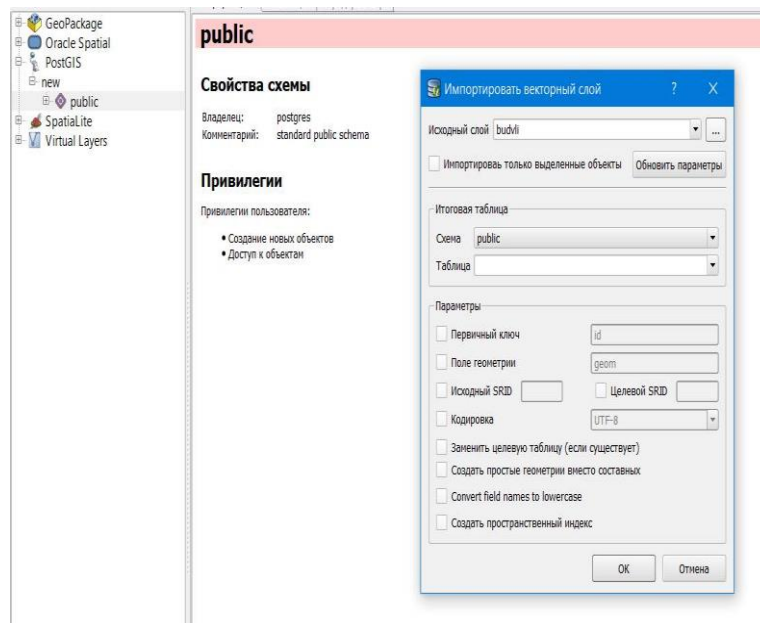 GeoPackage
Oracle Spatial
PostGIS
new
public
SpatiaLite
Virtual Layers
public
Свойства схемы
Владелец: postgres
Комментарий: standard public schema
Привилегии
Привилегии пользователя:
• Создание новых объектов
• Доступ к объектам
Импортировать векторный слой ? X
Исходный слой budvli ...
Импортироваь только выделенные объекты Обновить параметры
Итоговая таблица
Схема public
Таблица
Параметры
Первичный ключ id
Поле геометрии geom
Исходный SRID Целевой SRID
Кодировка UTF-8
Заменить целевую таблицу (если существует)
Создать простые геометрии вместо составных
Convert field names to lowercase
Создать пространственный индекс
OK Отмена